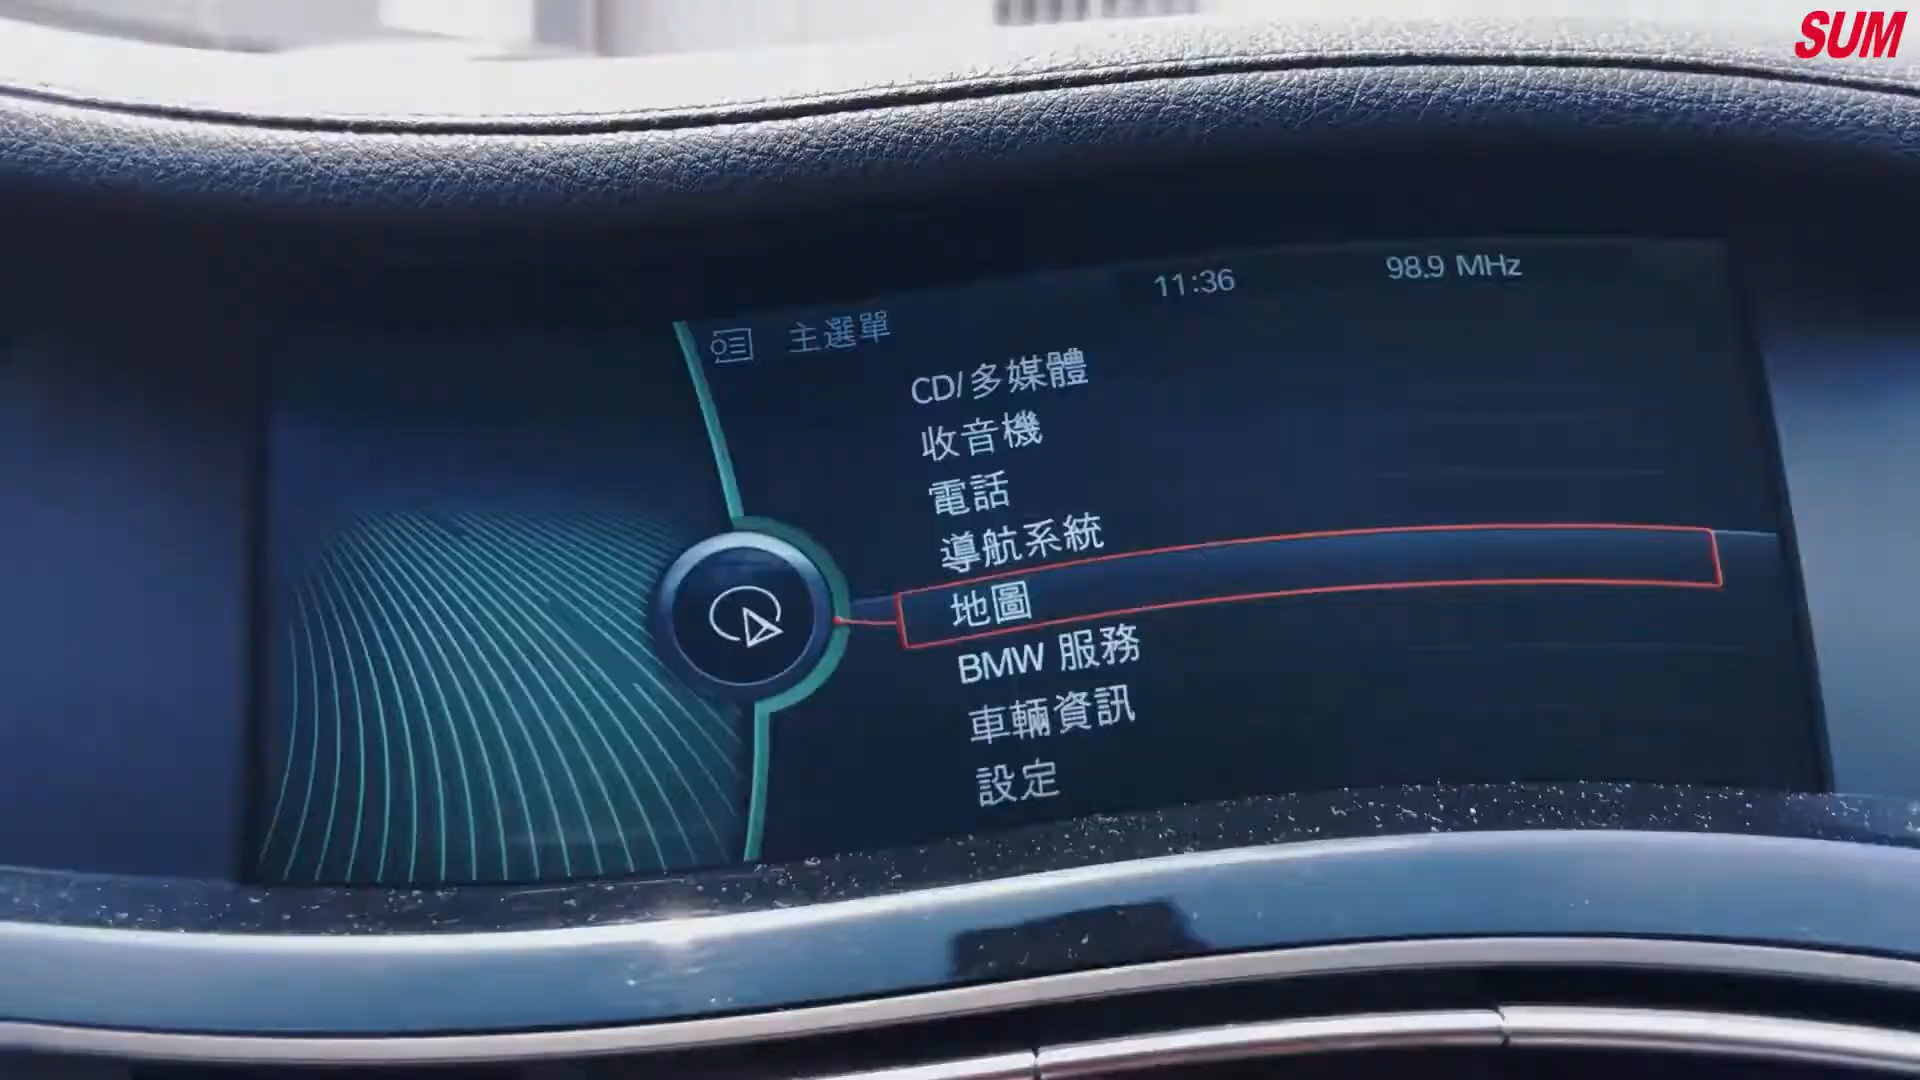 SUM
11:36
98.9 MHz
主選單
CD/多媒體
收音機
電話
導航系統
地圖
BMW 服務
車輛資訊
設定